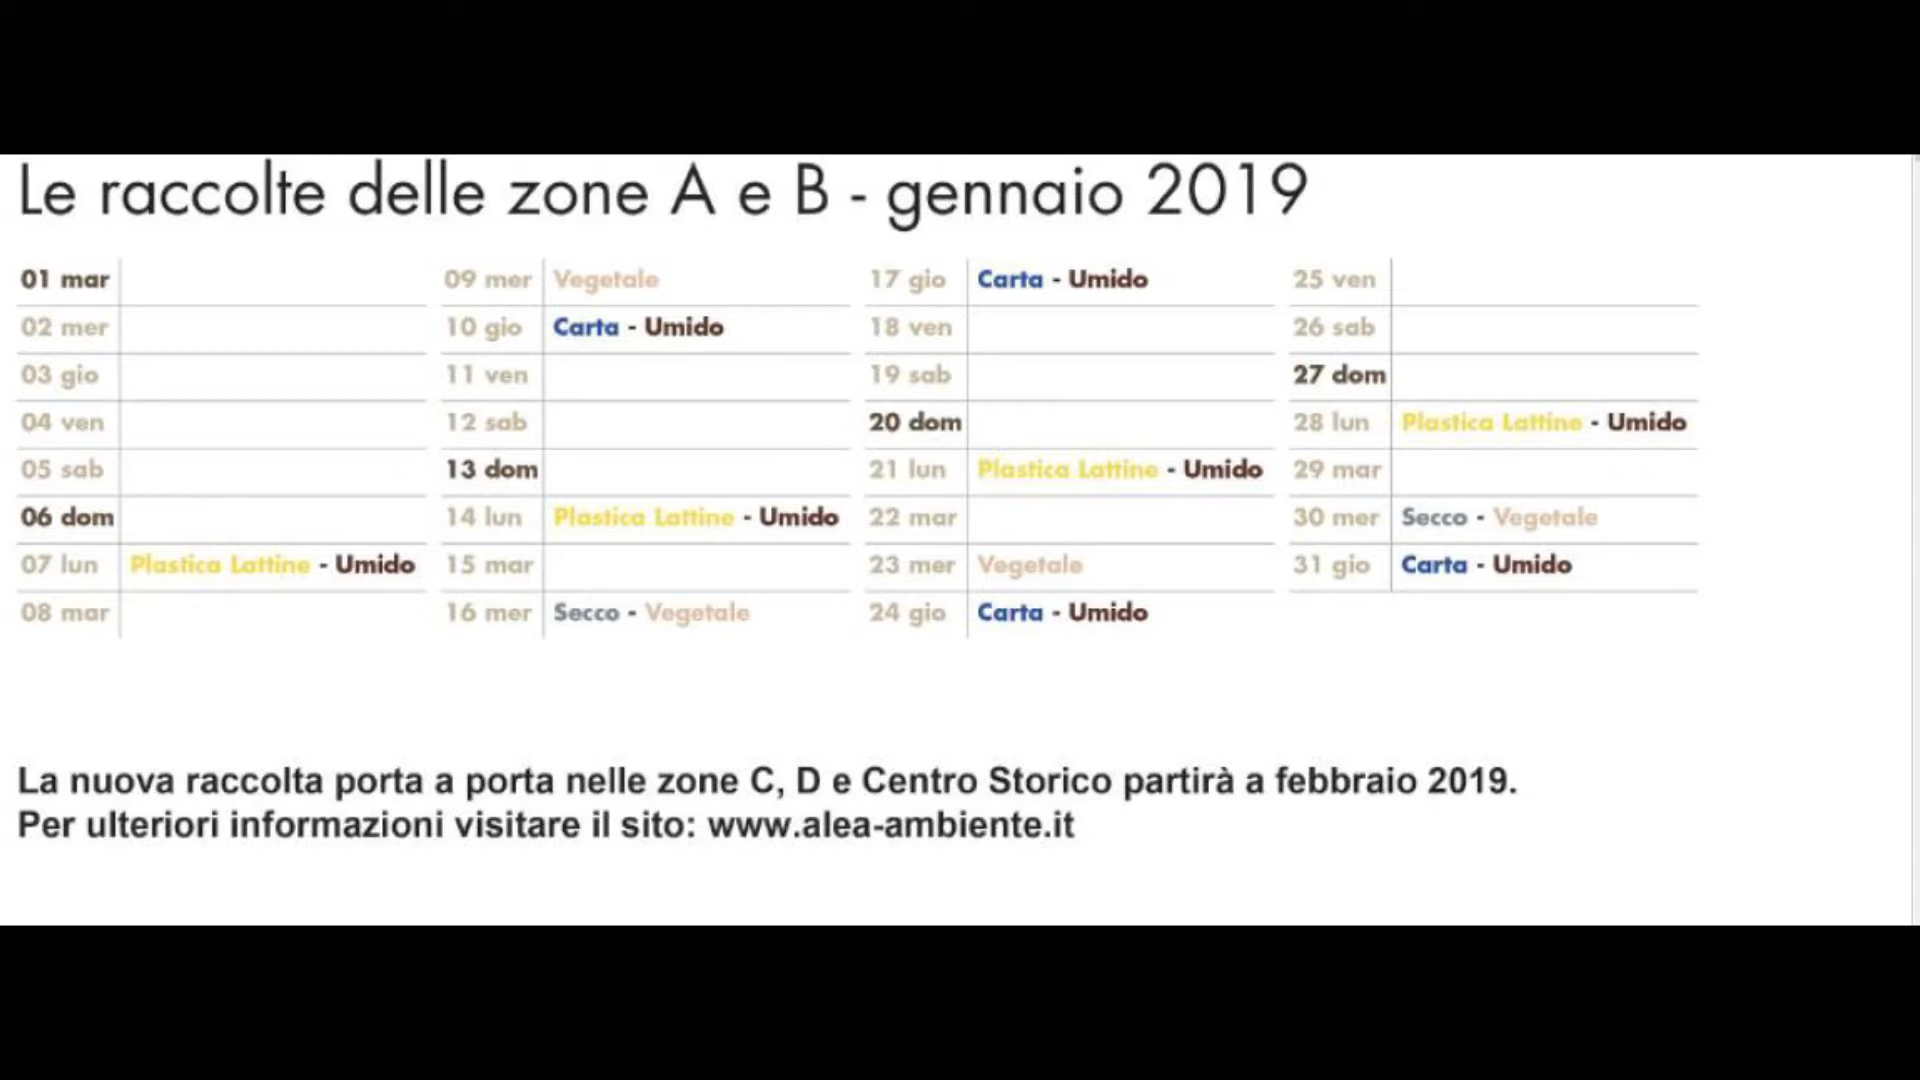 Le raccolte delle zone A e B - gennaio 2019
01 mar
02 mer
03 gio
04 ven
05 sab
06 dom
07 lun Plastica Lattine - Umido
08 mar
09 mer Vegetale
10 gio Carta - Umido
11 ven
12 sab
13 dom
14 lun Plastica Lattine - Umido
15 mar
16 mer Secco - Vegetale
17 gio Carta - Umido
18 ven
19 sab
20 dom
21 lun Plastica Lattine - Umido
22 mar
23 mer Vegetale
24 gio Carta - Umido
25 ven
26 sab
27 dom
28 lun Plastica Lattine - Umido
29 mar
30 mer Secco - Vegetale
31 gio Carta - Umido
La nuova raccolta porta a porta nelle zone C, D e Centro Storico partirà a febbraio 2019.
Per ulteriori informazioni visitare il sito: www.alea-ambiente.it